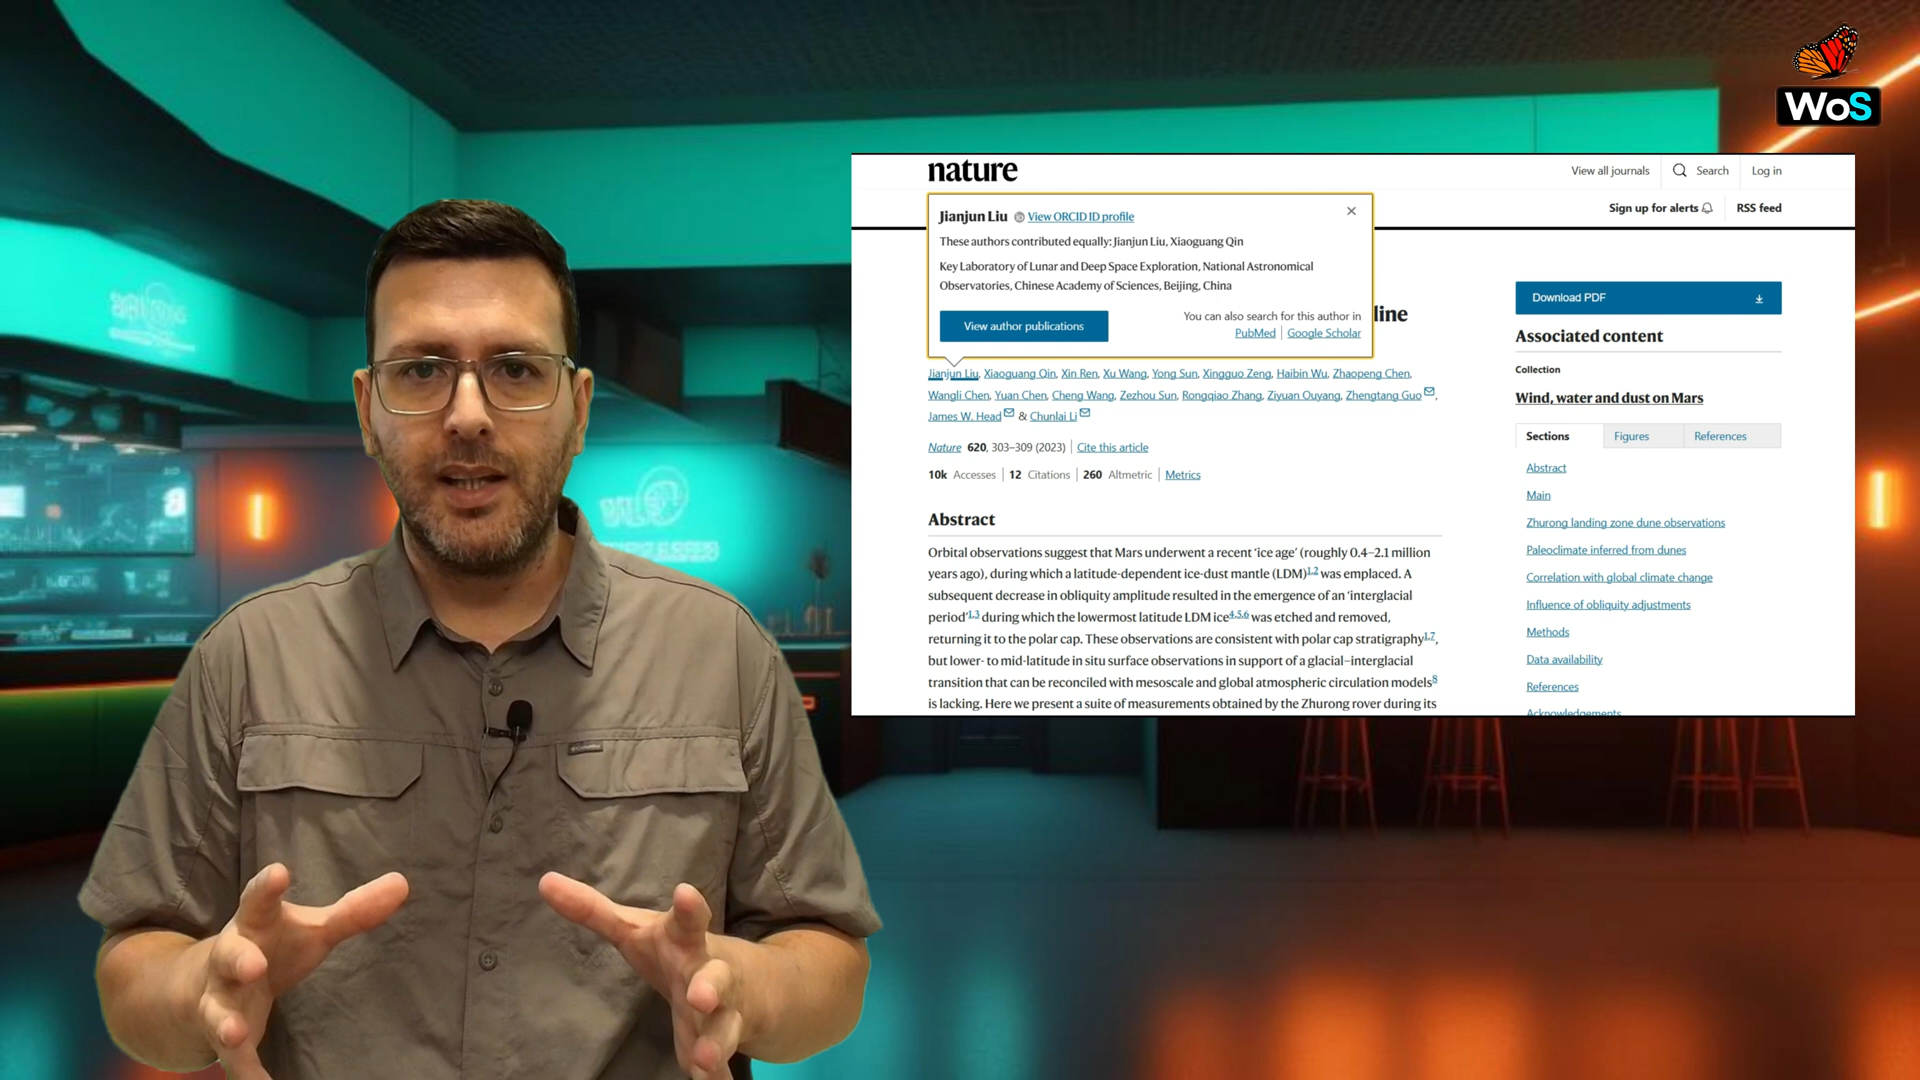 WoS
nature
View all journals
Search
Log in
Sign up for alerts
RSS feed
Jianjun Liu View ORCID ID profile
These authors contributed equally: Jianjun Liu, Xiaoguang Qin
Key Laboratory of Lunar and Deep Space Exploration, National Astronomical
Observatories, Chinese Academy of Sciences, Beijing, China
View author publications
You can also search for this author in
PubMed | Google Scholar
line
Jianjun Liu, Xiaoguang Qin, Xin Ren, Xu Wang, Yong Sun, Xingguo Zeng, Haibin Wu, Zhaopeng Chen,
Wangli Chen, Yuan Chen, Cheng Wang, Zezhou Sun, Rongqiao Zhang, Ziyuan Ouyang, Zhengtang Guo,
James W. Head & Chunlai Li
Nature 620, 303–309 (2023) | Cite this article
10k Accesses | 12 Citations | 260 Altmetric | Metrics
Abstract
Orbital observations suggest that Mars underwent a recent ‘ice age’ (roughly 0.4–2.1 million
years ago), during which a latitude-dependent ice-dust mantle (LDM)1,2 was emplaced. A
subsequent decrease in obliquity amplitude resulted in the emergence of an ‘interglacial
period’1,3 during which the lowermost latitude LDM ice4,5,6 was etched and removed,
returning it to the polar cap. These observations are consistent with polar cap stratigraphy1,7,
but lower- to mid-latitude in situ surface observations in support of a glacial–interglacial
transition that can be reconciled with mesoscale and global atmospheric circulation models8
is lacking. Here we present a suite of measurements obtained by the Zhurong rover during its
Download PDF
Associated content
Collection
Wind, water and dust on Mars
Sections
Figures
References
Abstract
Main
Zhurong landing zone dune observations
Paleoclimate inferred from dunes
Correlation with global climate change
Influence of obliquity adjustments
Methods
Data availability
References
Acknowledgements